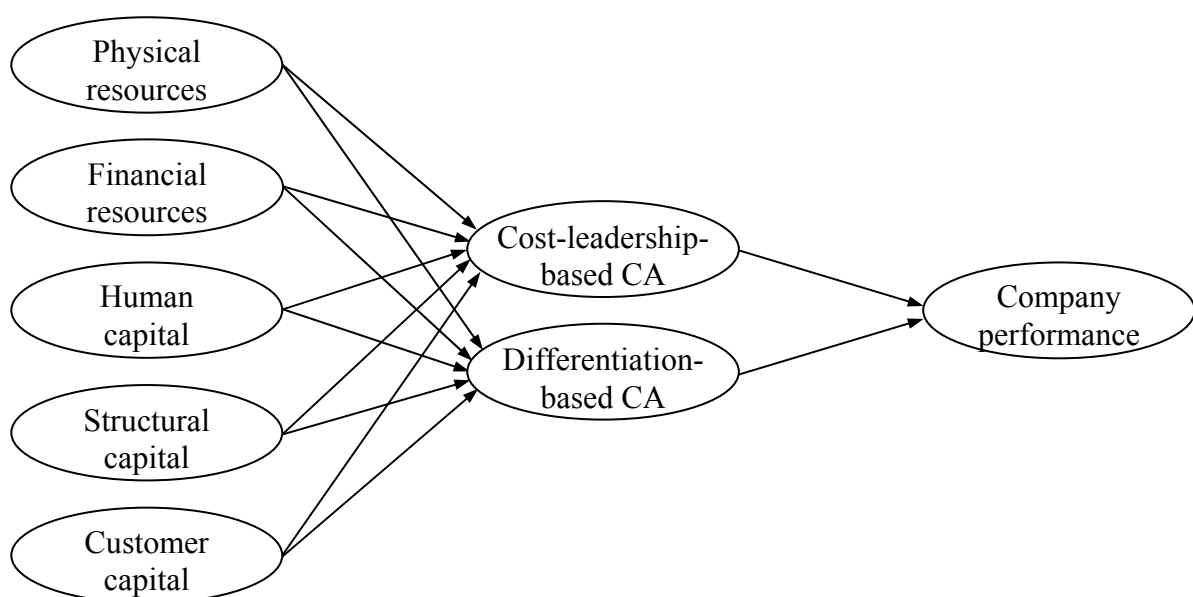 Physical
resources
Financial
resources
Human
capital
Structural
capital
Customer
capital
Cost-leadership-
based CA
Differentiation-
based CA
Company
performance